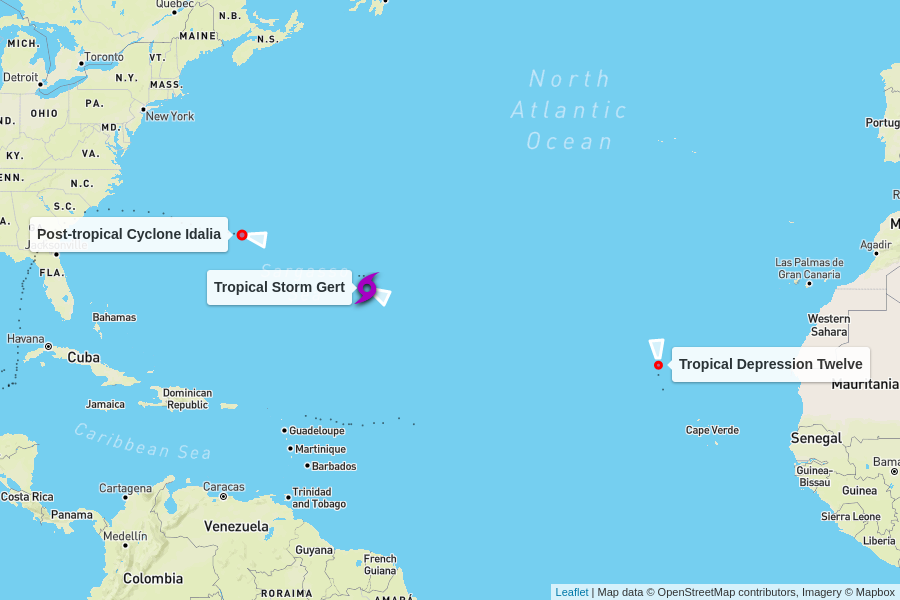 Quebec
N.B.
MAINE
N.S.
MICH.
Toronto
VT.
Detroit
N.Y.
MASS.
North
Atlantic
Ocean
PA.
OHIO
New York
ND.
MD.
Portug
KY.
VA.
ENN.
N.C.
S.C.
R
A.
Post-tropical Cyclone Idalia
M
Jacksonville
Agadir
FLA.
Las Palmas de
Gran Canaria
Tropical Storm Gert
Bahamas
Western
Sahara
Havana
Cuba
Tropical Depression Twelve
Mauritania
Dominican
Republic
Jamaica
Caribbean Sea
Guadeloupe
Cape Verde
Senegal
Martinique
Barbados
Bama
Guinea-
Bissau
Costa Rica
Cartagena
Caracas
Trinidad
and Tobago
Guinea
Panama
Venezuela
Sierra Leone
Medellín
Liberia
Guyana
French
Guiana
Colombia
RORAIMA
AMAPÁ
Leaflet | Map data © OpenStreetMap contributors, Imagery © Mapbox